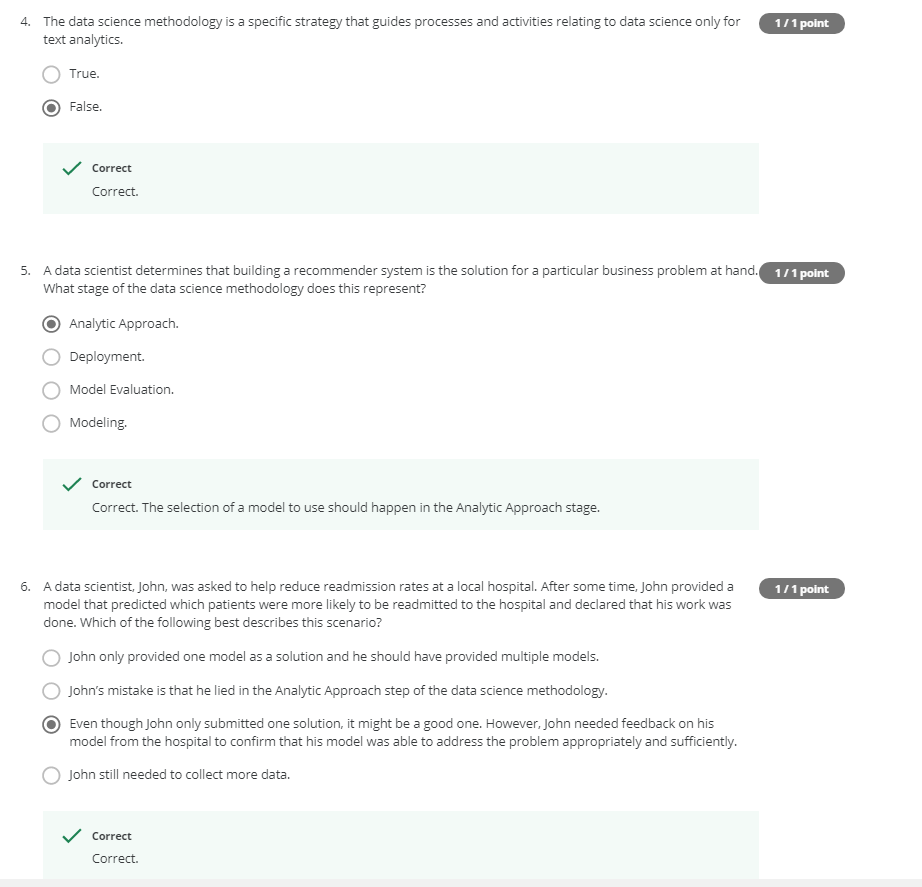 4. The data science methodology is a specific strategy that guides processes and activities relating to data science only for 1 / 1 point
text analytics.
True.
False.
Correct
Correct.
5. A data scientist determines that building a recommender system is the solution for a particular business problem at hand. 1 / 1 point
What stage of the data science methodology does this represent?
Analytic Approach.
Deployment.
Model Evaluation.
Modeling.
Correct
Correct. The selection of a model to use should happen in the Analytic Approach stage.
6. A data scientist, John, was asked to help reduce readmission rates at a local hospital. After some time, John provided a 1 / 1 point
model that predicted which patients were more likely to be readmitted to the hospital and declared that his work was
done. Which of the following best describes this scenario?
John only provided one model as a solution and he should have provided multiple models.
John's mistake is that he lied in the Analytic Approach step of the data science methodology.
Even though John only submitted one solution, it might be a good one. However, John needed feedback on his
model from the hospital to confirm that his model was able to address the problem appropriately and sufficiently.
John still needed to collect more data.
Correct
Correct.